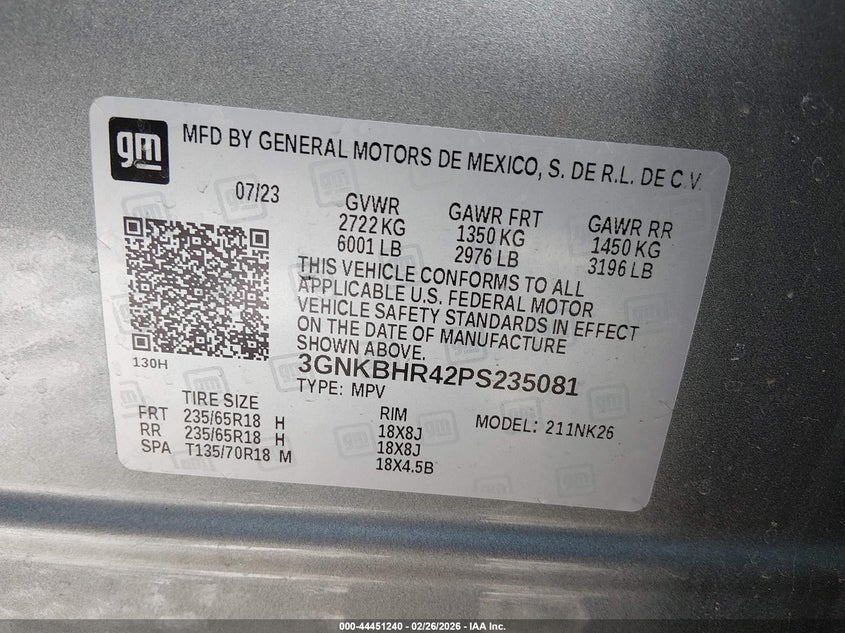 gm
MFD BY GENERAL MOTORS DE MEXICO, S. DE R.L. DE C.V.
07/23
GVWR GAWR FRT GAWR RR
2722 KG 1350 KG 1450 KG
6001 LB 2976 LB 3196 LB
THIS VEHICLE CONFORMS TO ALL
APPLICABLE U.S. FEDERAL MOTOR
VEHICLE SAFETY STANDARDS IN EFFECT
ON THE DATE OF MANUFACTURE
SHOWN ABOVE.
130H
3GNKBHR42PS235081
TYPE: MPV
TIRE SIZE RIM MODEL: 211NK26
FRT 235/65R18 H 18X8J
RR 235/65R18 H 18X8J
SPA T135/70R18 M 18X4.5B
000-44451240 - 02/26/2026 - IAA Inc.